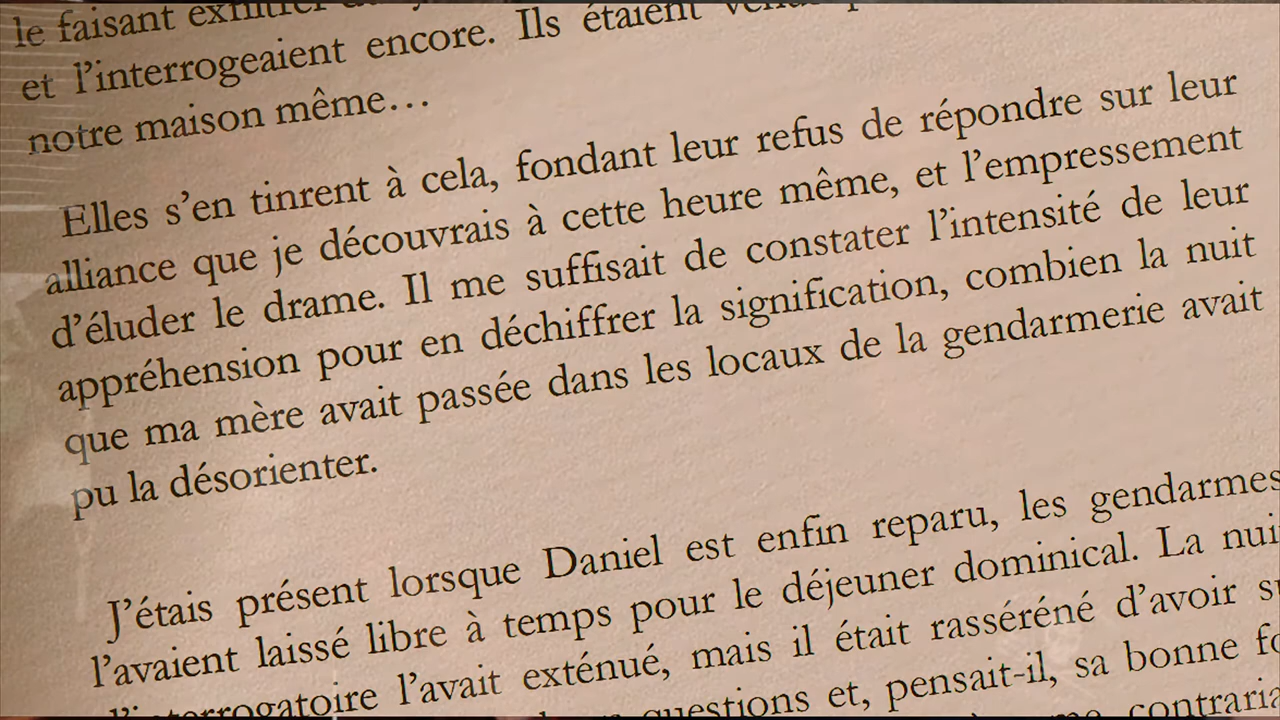 le faisant
et l’interrogeaient encore. Ils étaient
notre maison même…
Elles s’en tinrent à cela, fondant leur refus de répondre sur leur
alliance que je découvrais à cette heure même, et l’empressement
d’éluder le drame. Il me suffisait de constater l’intensité de leur
appréhension pour en déchiffrer la signification, combien la nuit
que ma mère avait passée dans les locaux de la gendarmerie avait
pu la désorienter.
J’étais présent lorsque Daniel est enfin reparu, les gendarmes
l’avaient laissé libre à temps pour le déjeuner dominical. La nui
l’interrogatoire l’avait exténué, mais il était rasséréné d’avoir
questions et, pensait-il, sa bonne